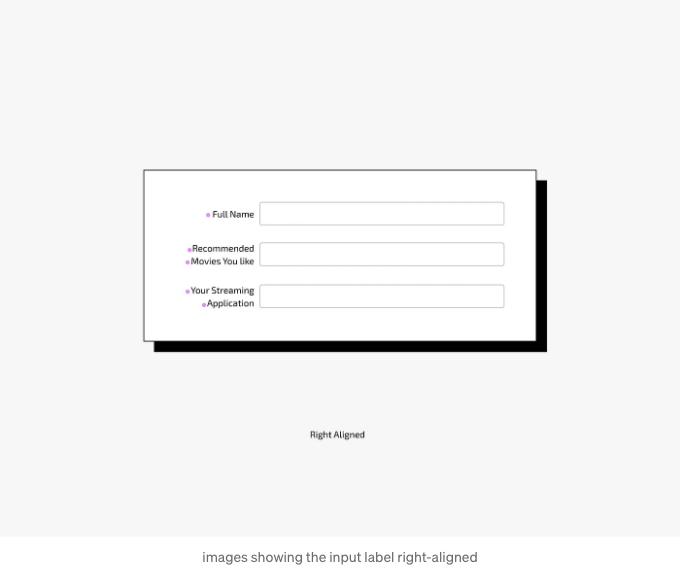 Full Name
Recommended
Movies You like
Your Streaming
Application
Right Aligned
images showing the input label right-aligned